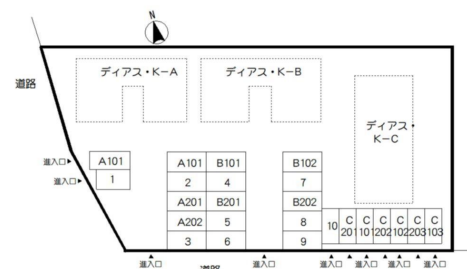 N
ディアス・K-A
ディアス・K-B
道路
ディアス・
K-C
進入口
A101
進入口
1
A101 B101 B102
2 4 7
A201 B201 B202
A202 5 8
3 6 9
10
C
201
C
101
C
202
C
102
C
203
C
103
進入口 進入口 進入口 進入口 進入口
道路